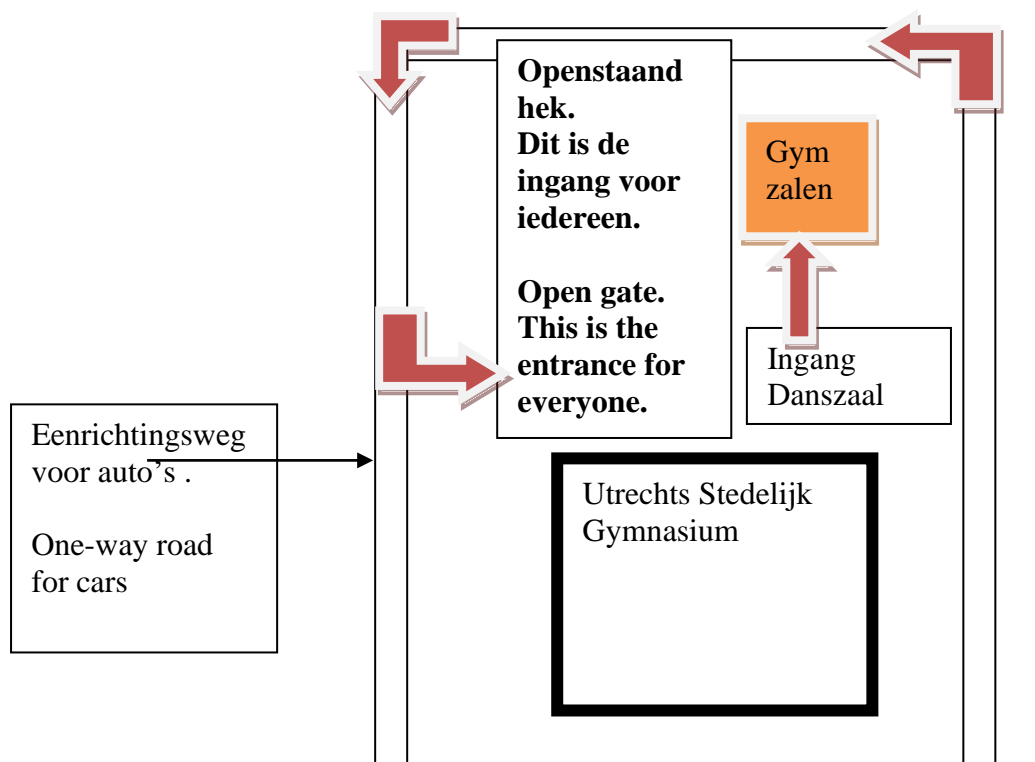 Openstaand
hek.
Dit is de
ingang voor
iedereen.
Open gate.
This is the
entrance for
everyone.
Gym
zalen
Ingang
Danszaal
Eenrichtingsweg
voor auto’s .
One-way road
for cars
Utrechts Stedelijk
Gymnasium